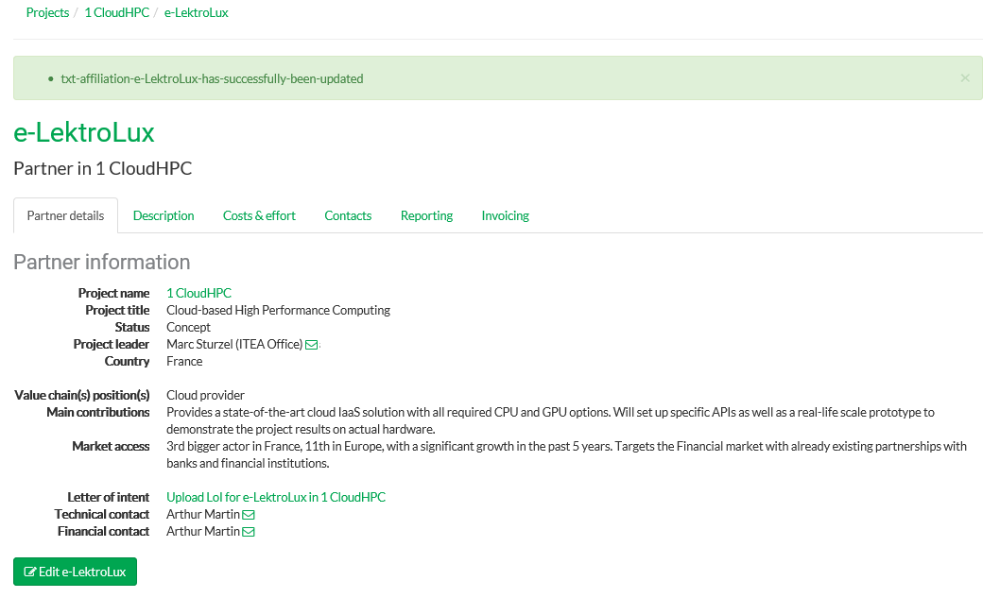 Projects / 1 CloudHPC / e-LektroLux
• txt-affiliation-e-LektroLux-has-successfully-been-updated ×
e-LektroLux
Partner in 1 CloudHPC
Partner details Description Costs & effort Contacts Reporting Invoicing
Partner information
Project name 1 CloudHPC
Project title Cloud-based High Performance Computing
Status Concept
Project leader Marc Sturzel (ITEA Office)
Country France
Value chain(s) position(s) Cloud provider
Main contributions Provides a state-of-the-art cloud IaaS solution with all required CPU and GPU options. Will set up specific APIs as well as a real-life scale prototype to
demonstrate the project results on actual hardware.
Market access 3rd bigger actor in France, 11th in Europe, with a significant growth in the past 5 years. Targets the Financial market with already existing partnerships with
banks and financial institutions.
Letter of intent Upload LoI for e-LektroLux in 1 CloudHPC
Technical contact Arthur Martin
Financial contact Arthur Martin
Edit e-LektroLux